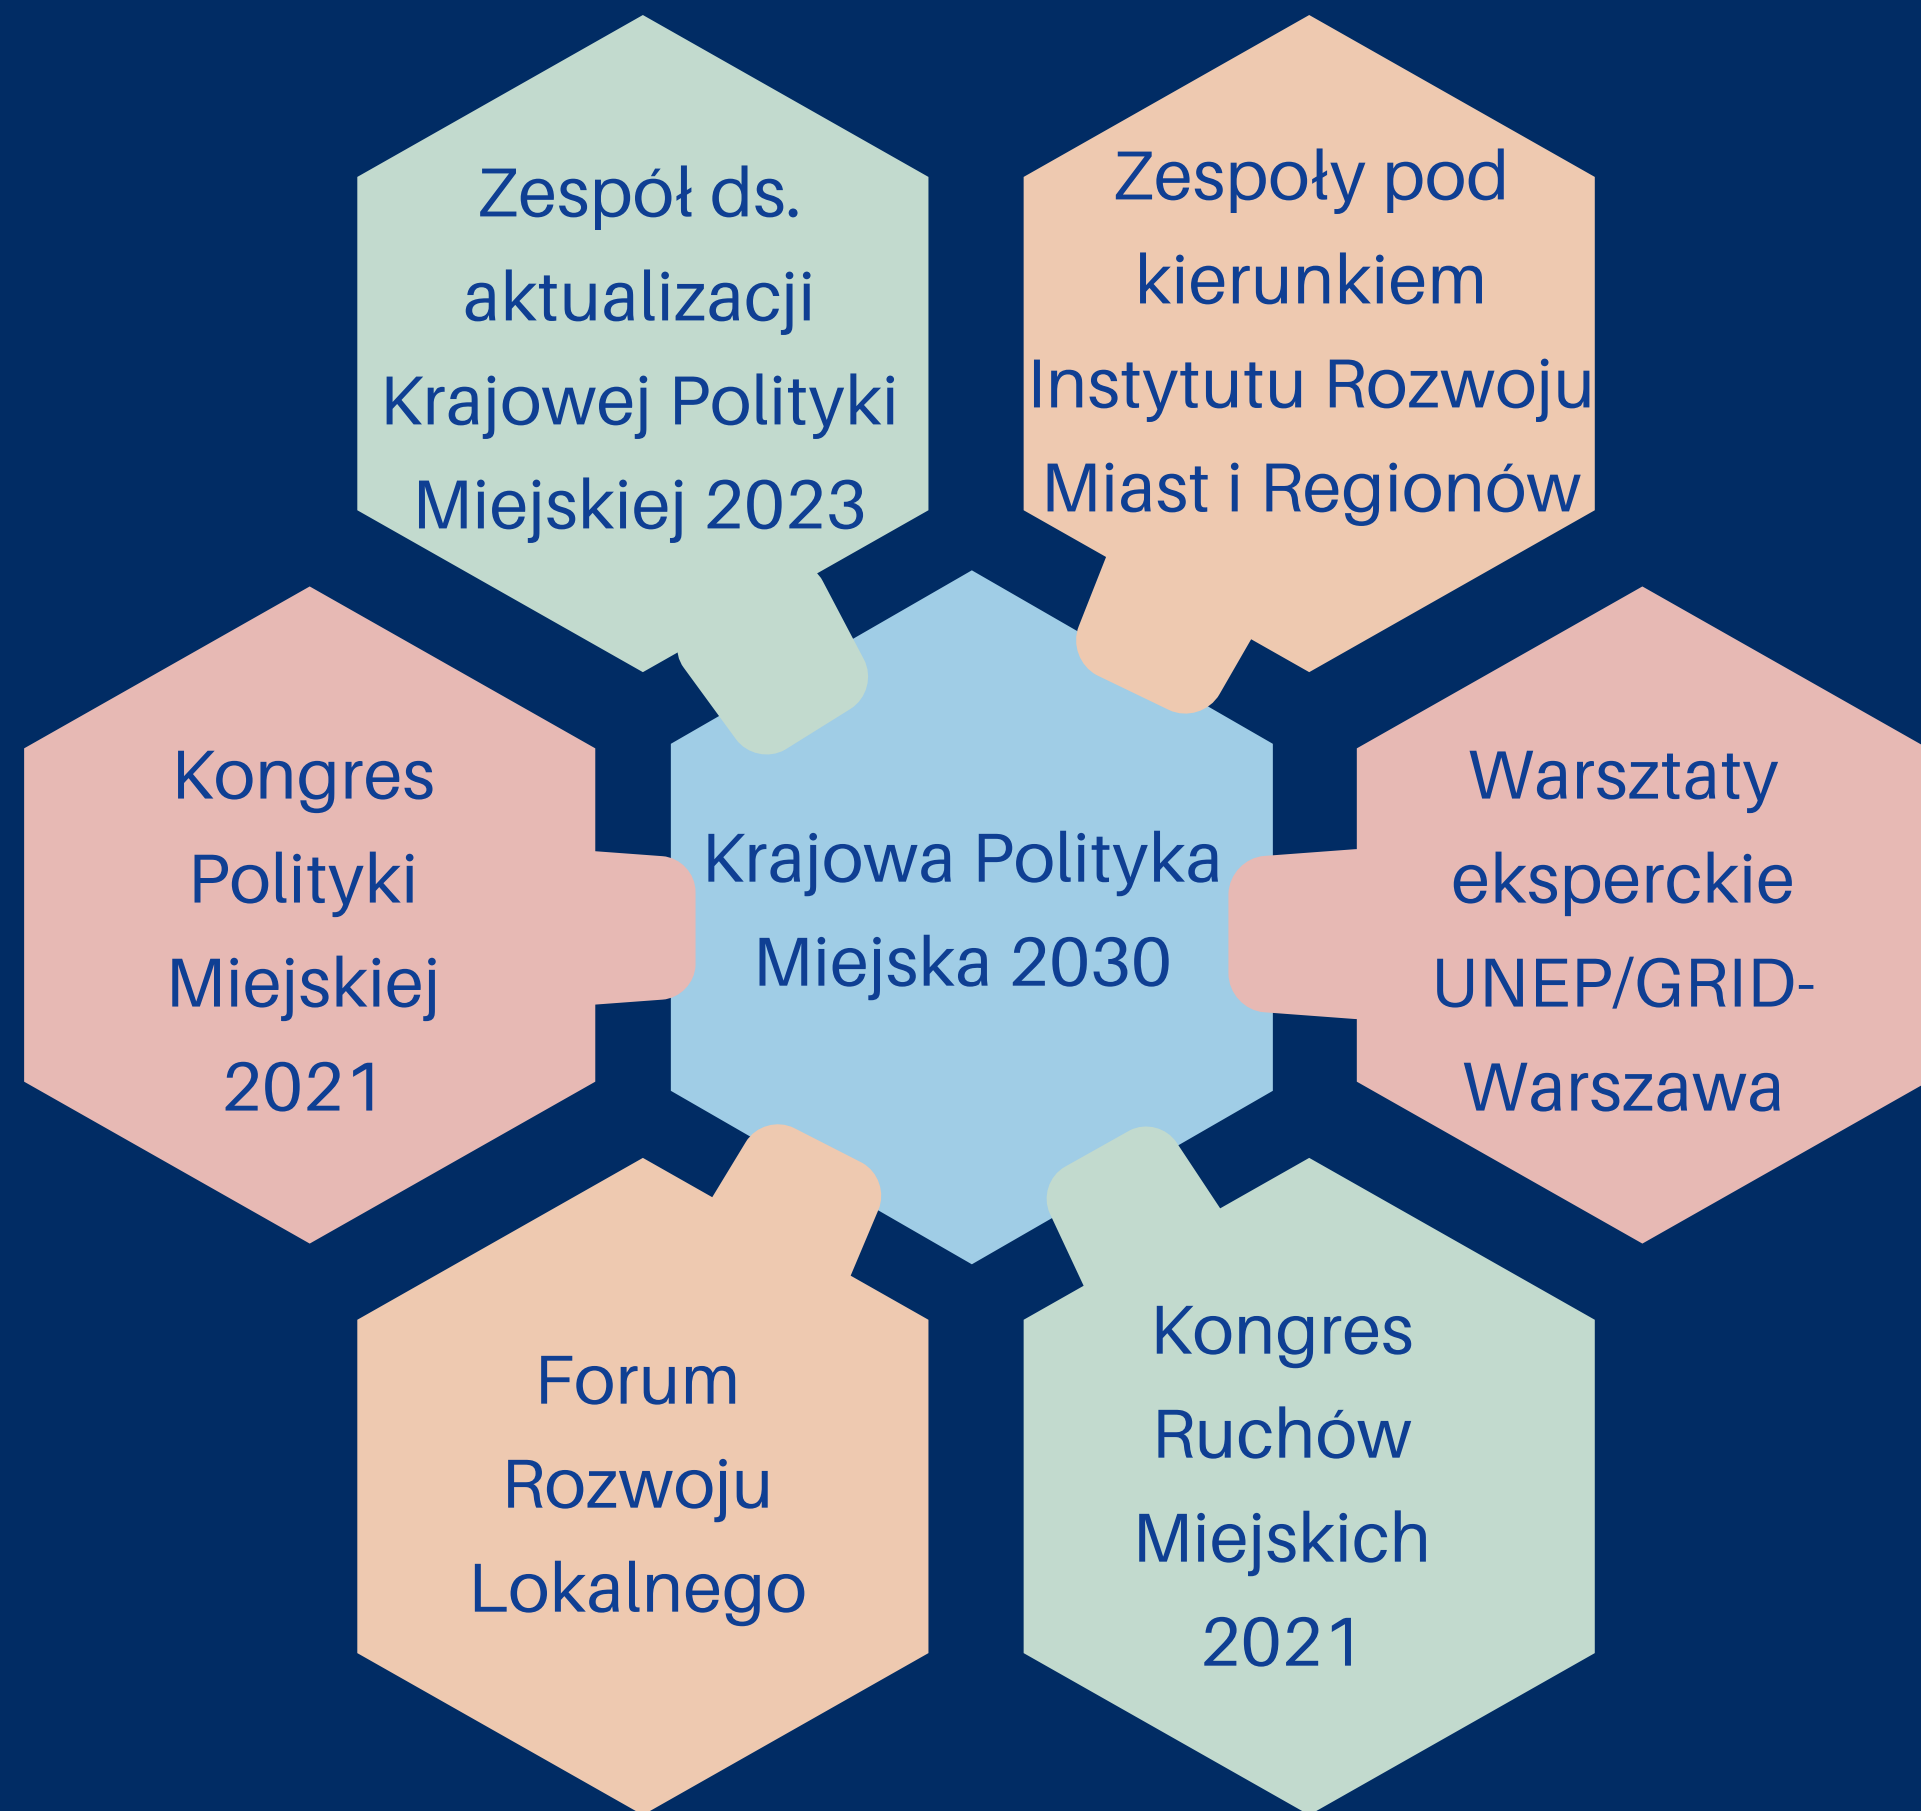 Zespół ds.
aktualizacji
Krajowej Polityki
Miejskiej 2023
Zespoły pod
kierunkiem
Instytutu Rozwoju
Miast i Regionów
Kongres
Polityki
Miejskiej
2021
Krajowa Polityka
Miejska 2030
Warsztaty
eksperckie
UNEP/GRID-
Warszawa
Forum
Rozwoju
Lokalnego
Kongres
Ruchów
Miejskich
2021